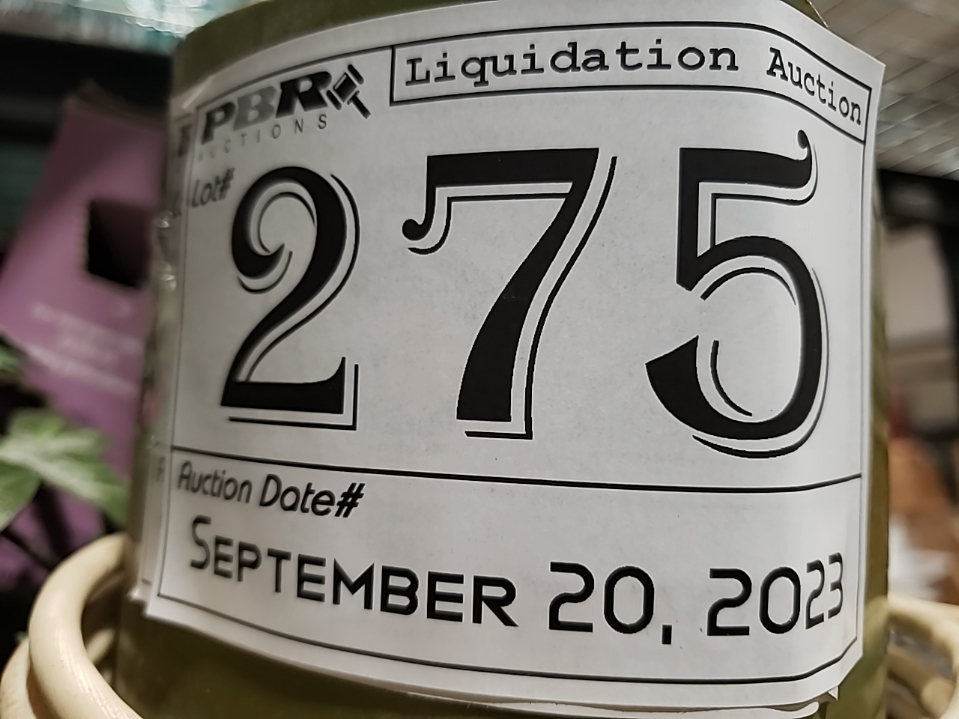 PBR
AUCTIONS
Liquidation Auction
Lot#
275
Auction Date#
SEPTEMBER 20, 2023